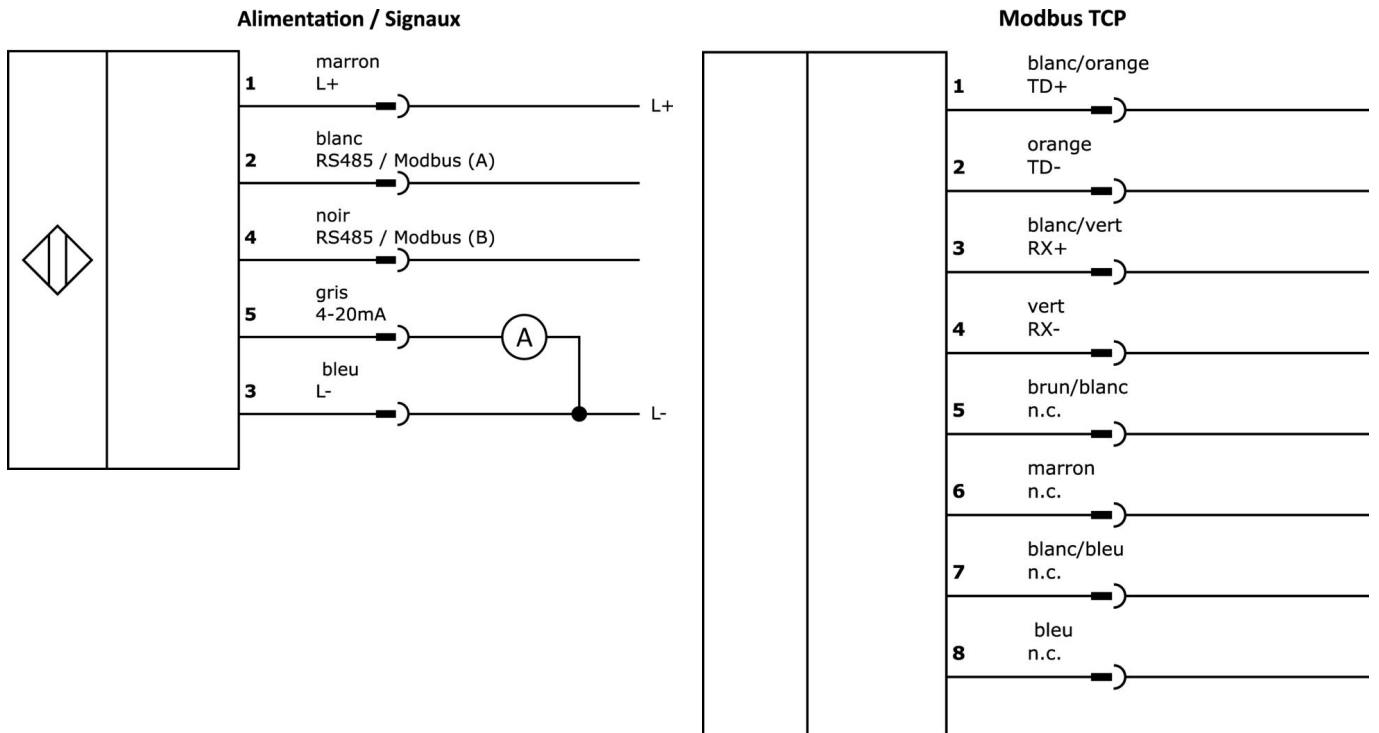 Alimentation / Signaux
marron
1 L+
L+
blanc
2 RS485 / Modbus (A)
noir
4 RS485 / Modbus (B)
gris
5 4-20mA
A
bleu
3 L-
L-
Modbus TCP
blanc/orange
1 TD+
orange
2 TD-
blanc/vert
3 RX+
vert
4 RX-
brun/blanc
5 n.c.
marron
6 n.c.
blanc/bleu
7 n.c.
bleu
8 n.c.